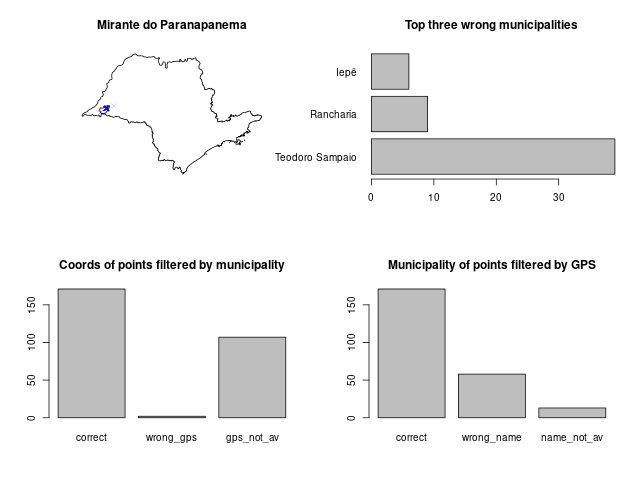 Mirante do Paranapanema
Top three wrong municipalities
Iepê
Rancharia
Teodoro Sampaio
0 10 20 30
Coords of points filtered by municipality
150
100
50
0
correct wrong_gps gps_not_av
Municipality of points filtered by GPS
150
100
50
0
correct wrong_name name_not_av